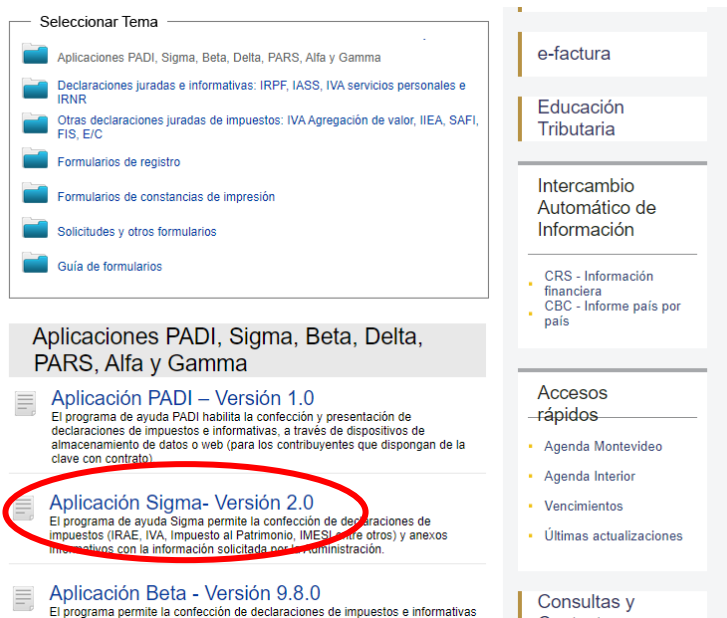 Seleccionar Tema
Aplicaciones PADI, Sigma, Beta, Delta, PARS, Alfa y Gamma
Declaraciones juradas e informativas: IRPF, IASS, IVA servicios personales e
IRNR
Otras declaraciones juradas de impuestos: IVA Agregación de valor, IIEA, SAFI,
FIS, E/C
Formularios de registro
Formularios de constancias de impresión
Solicitudes y otros formularios
Guía de formularios
Aplicaciones PADI, Sigma, Beta, Delta,
PARS, Alfa y Gamma
Aplicación PADI – Versión 1.0
El programa de ayuda PADI habilita la confección y presentación de
declaraciones de impuestos e informativas, a través de dispositivos de
almacenamiento de datos o web (para los contribuyentes que dispongan de la
clave con contrato)
Aplicación Sigma- Versión 2.0
El programa de ayuda Sigma permite la confección de declaraciones de
impuestos (IRAE, IVA, Impuesto al Patrimonio, IMESI entre otros) y anexos
informativos con la información solicitada por la Administración.
Aplicación Beta - Versión 9.8.0
El programa permite la confección de declaraciones de impuestos e informativas
e-factura
Educación
Tributaria
Intercambio
Automático de
Información
CRS - Información
financiera
CBC - Informe país por
país
Accesos
rápidos
Agenda Montevideo
Agenda Interior
Vencimientos
Últimas actualizaciones
Consultas y